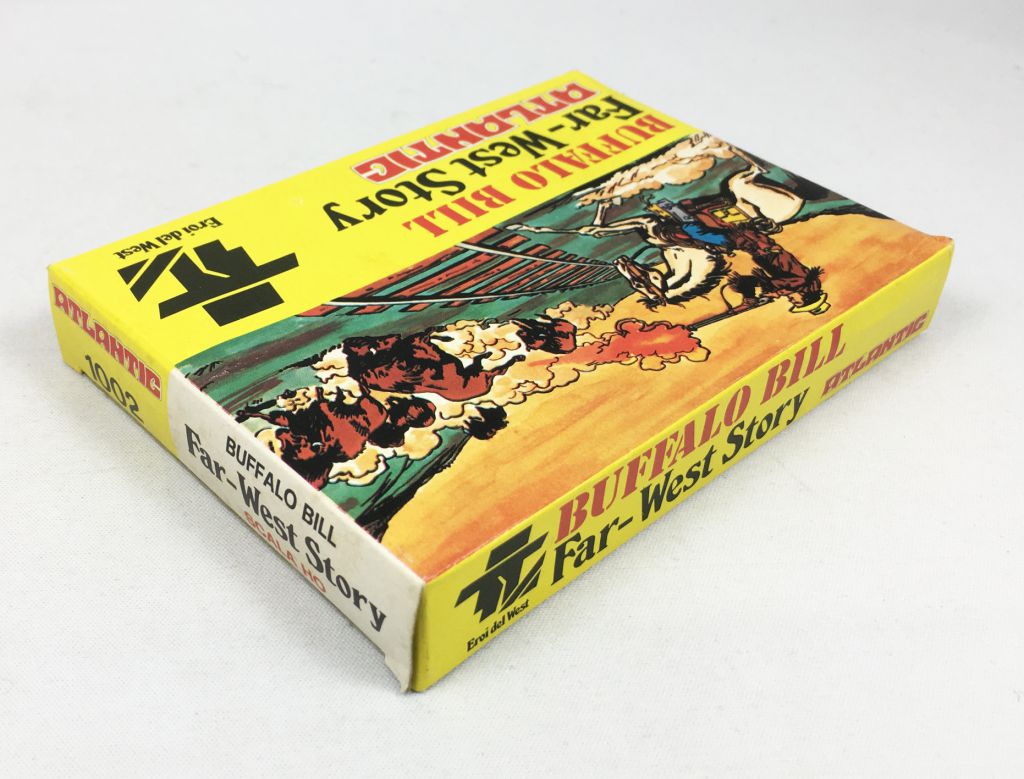 ATLANTIC
Far-West Story
BUFFALO BILL
Eroi del West
ATLANTIC
1002
BUFFALO BILL
Far-West Story
SCALA HO
BUFFALO BILL
Far-West Story
ATLANTIC
Eroi del West